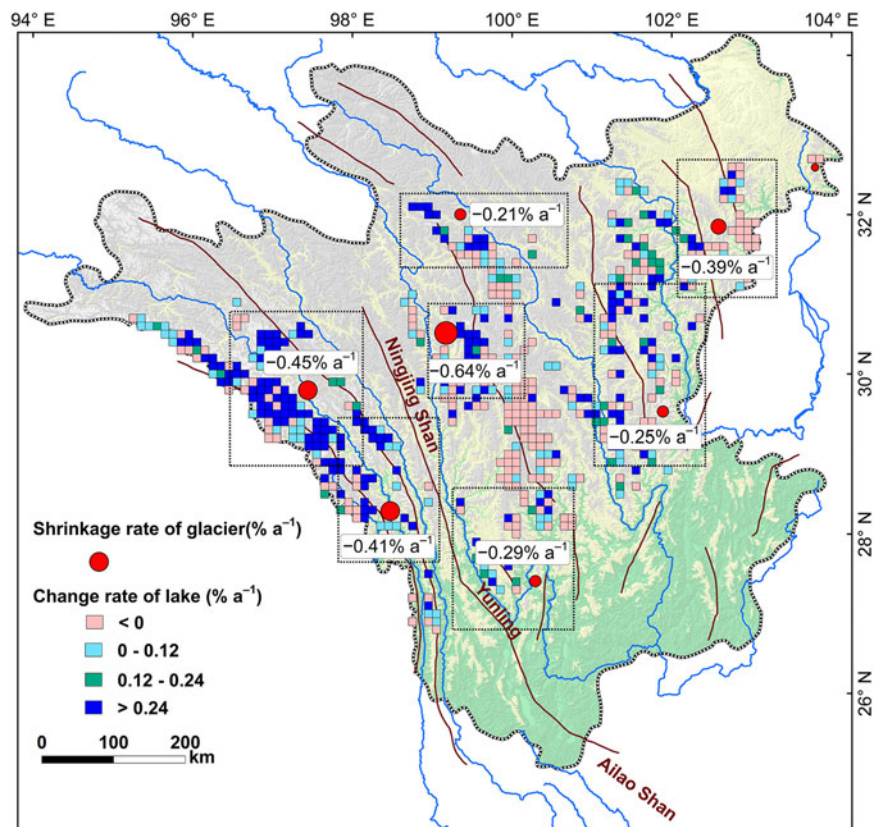 94° E
96° E
98° E
100° E
102° E
104° E
32° N
30° N
28° N
26° N
−0.21% a⁻¹
−0.39% a⁻¹
−0.45% a⁻¹
−0.64% a⁻¹
−0.25% a⁻¹
−0.41% a⁻¹
−0.29% a⁻¹
Ningjing Shan
Yunling
Ailao Shan
Shrinkage rate of glacier(% a⁻¹)
Change rate of lake (% a⁻¹)
< 0
0 - 0.12
0.12 - 0.24
> 0.24
0 100 200
km